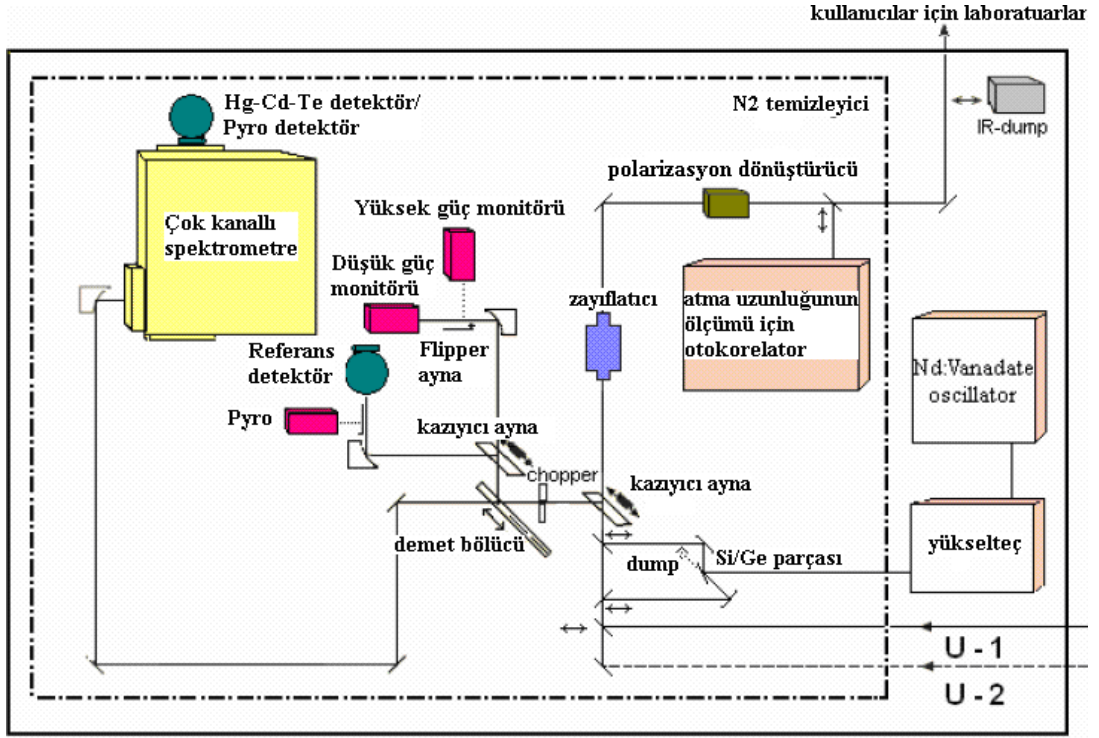 kullanıcılar için laboratuarlar
Hg-Cd-Te detektör/
Pyro detektör
N2 temizleyici
IR-dump
polarizasyon dönüştürücü
Yüksek güç monitörü
Çok kanallı
spektrometre
Düşük güç
monitörü
zayıflatıcı
atma uzunluğunun
ölçümü için
otokorelator
Referans
detektör
Flipper
ayna
Nd:Vanadate
oscillator
Pyro
kazıyıcı ayna
chopper
kazıyıcı ayna
demet bölücü
dump
Si/Ge parçası
yükselteç
U - 1
U - 2